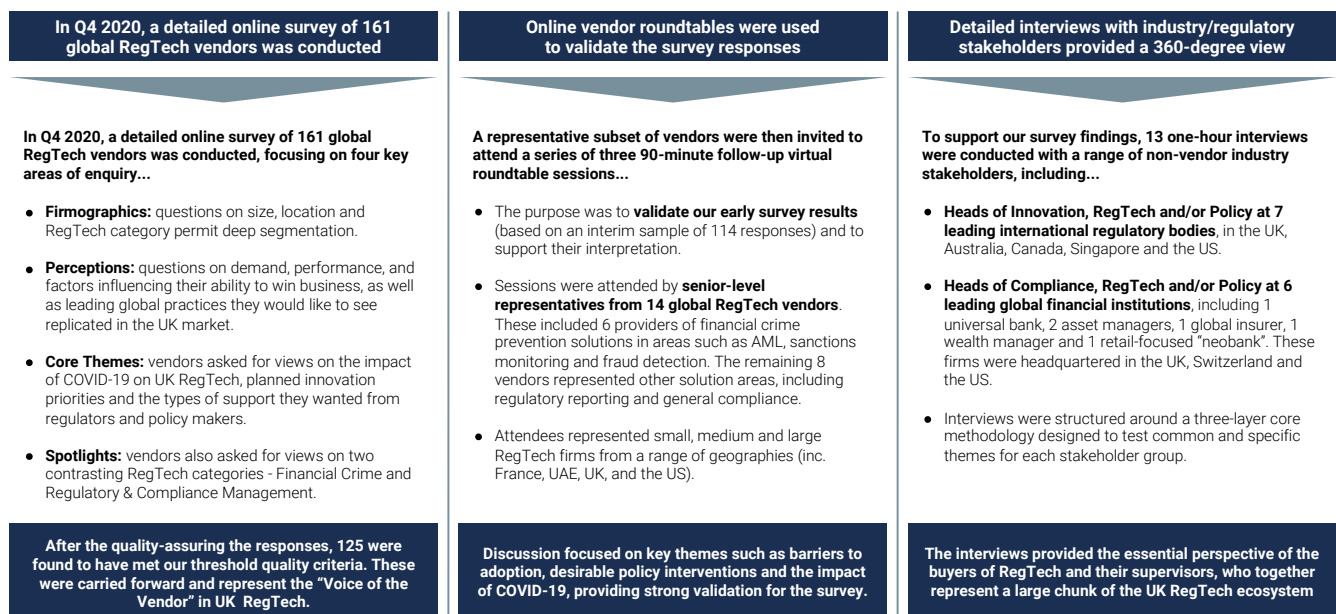 In Q4 2020, a detailed online survey of 161
global RegTech vendors was conducted
In Q4 2020, a detailed online survey of 161 global
RegTech vendors was conducted, focusing on four key
areas of enquiry...
● Firmographics: questions on size, location and
RegTech category permit deep segmentation.
● Perceptions: questions on demand, performance, and
factors influencing their ability to win business, as well
as leading global practices they would like to see
replicated in the UK market.
● Core Themes: vendors asked for views on the impact
of COVID-19 on UK RegTech, planned innovation
priorities and the types of support they wanted from
regulators and policy makers.
● Spotlights: vendors also asked for views on two
contrasting RegTech categories - Financial Crime and
Regulatory & Compliance Management.
After the quality-assuring the responses, 125 were
found to have met our threshold quality criteria. These
were carried forward and represent the “Voice of the
Vendor” in UK RegTech.
Online vendor roundtables were used
to validate the survey responses
A representative subset of vendors were then invited to
attend a series of three 90-minute follow-up virtual
roundtable sessions...
● The purpose was to validate our early survey results
(based on an interim sample of 114 responses) and to
support their interpretation.
● Sessions were attended by senior-level
representatives from 14 global RegTech vendors.
These included 6 providers of financial crime
prevention solutions in areas such as AML, sanctions
monitoring and fraud detection. The remaining 8
vendors represented other solution areas, including
regulatory reporting and general compliance.
● Attendees represented small, medium and large
RegTech firms from a range of geographies (inc.
France, UAE, UK, and the US).
Discussion focused on key themes such as barriers to
adoption, desirable policy interventions and the impact
of COVID-19, providing strong validation for the survey.
Detailed interviews with industry/regulatory
stakeholders provided a 360-degree view
To support our survey findings, 13 one-hour interviews
were conducted with a range of non-vendor industry
stakeholders, including...
● Heads of Innovation, RegTech and/or Policy at 7
leading international regulatory bodies, in the UK,
Australia, Canada, Singapore and the US.
● Heads of Compliance, RegTech and/or Policy at 6
leading global financial institutions, including 1
universal bank, 2 asset managers, 1 global insurer, 1
wealth manager and 1 retail-focused “neobank”. These
firms were headquartered in the UK, Switzerland and
the US.
● Interviews were structured around a three-layer core
methodology designed to test common and specific
themes for each stakeholder group.
The interviews provided the essential perspective of the
buyers of RegTech and their supervisors, who together
represent a large chunk of the UK RegTech ecosystem